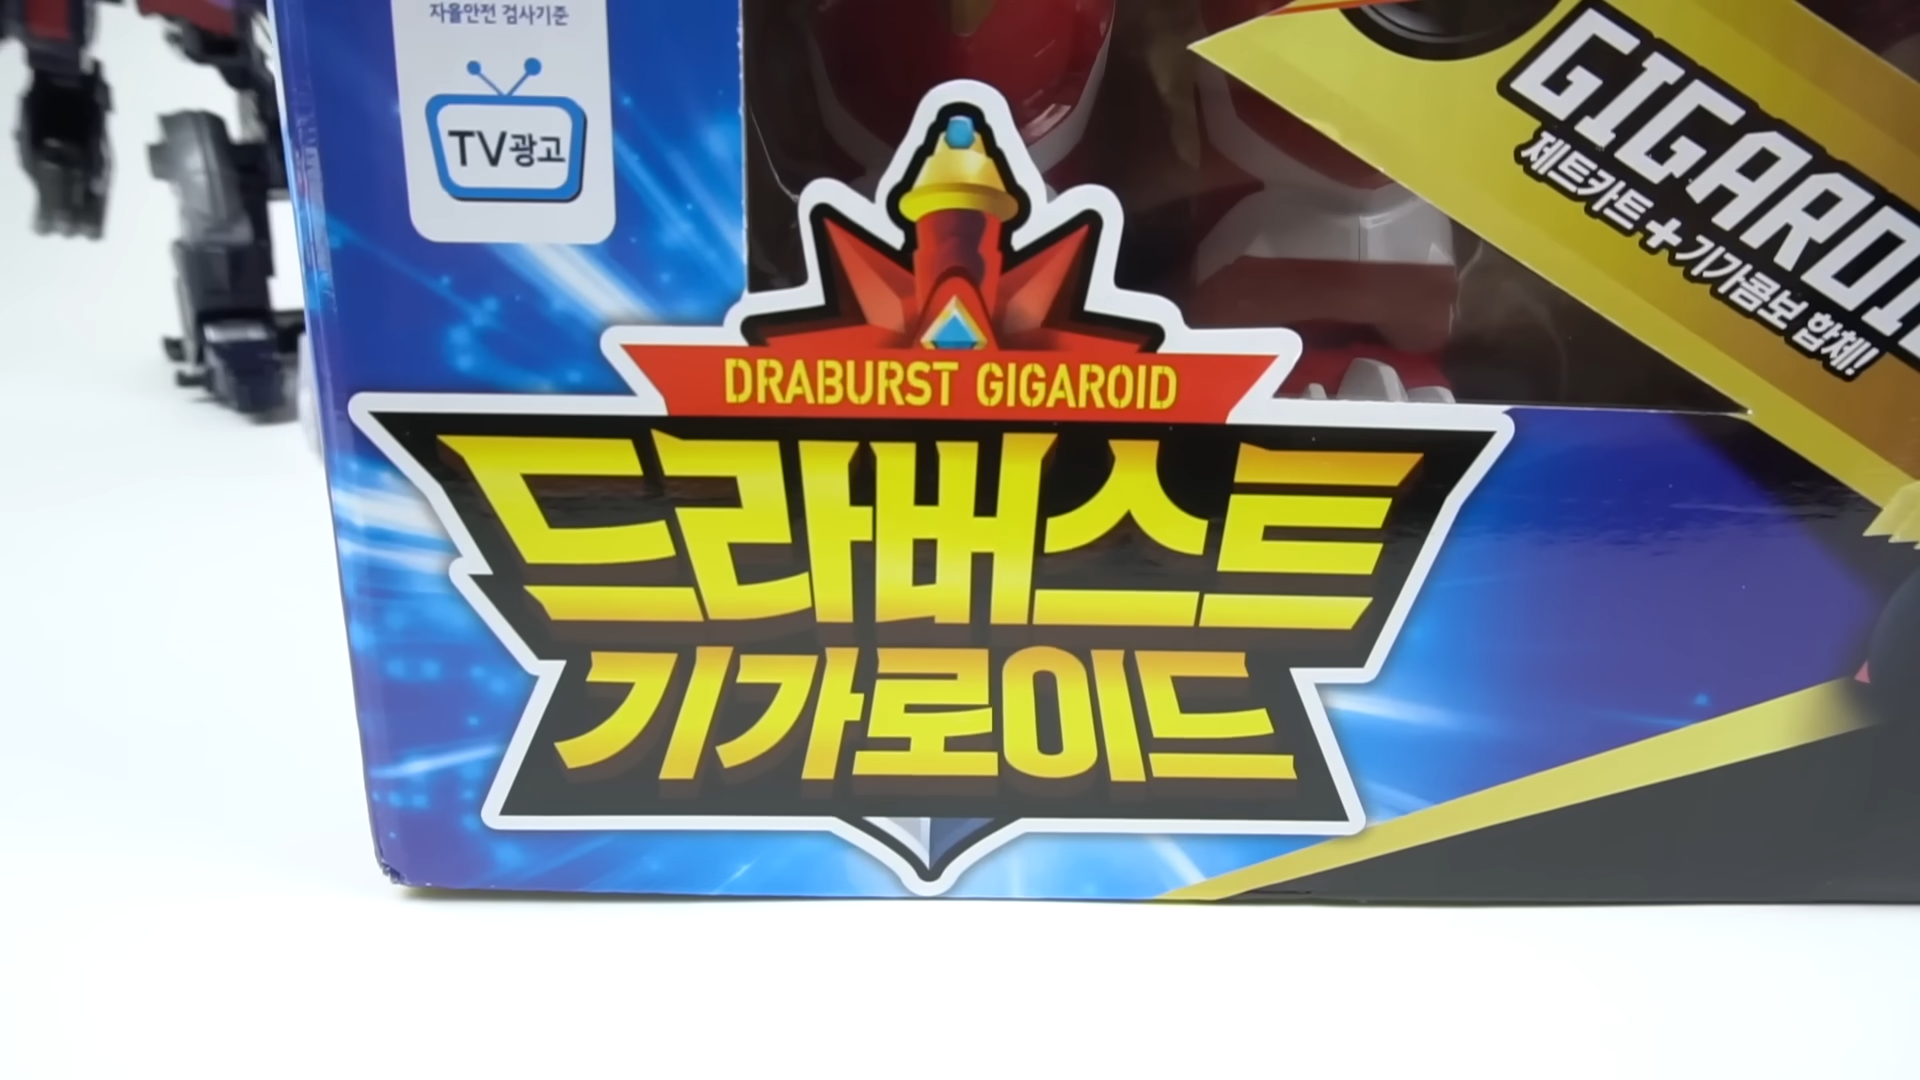 자율안전 검사기준
TV광고
제트카트+기가콤보 합체!
DRABURST GIGAROID
드라버스트
기가로이드